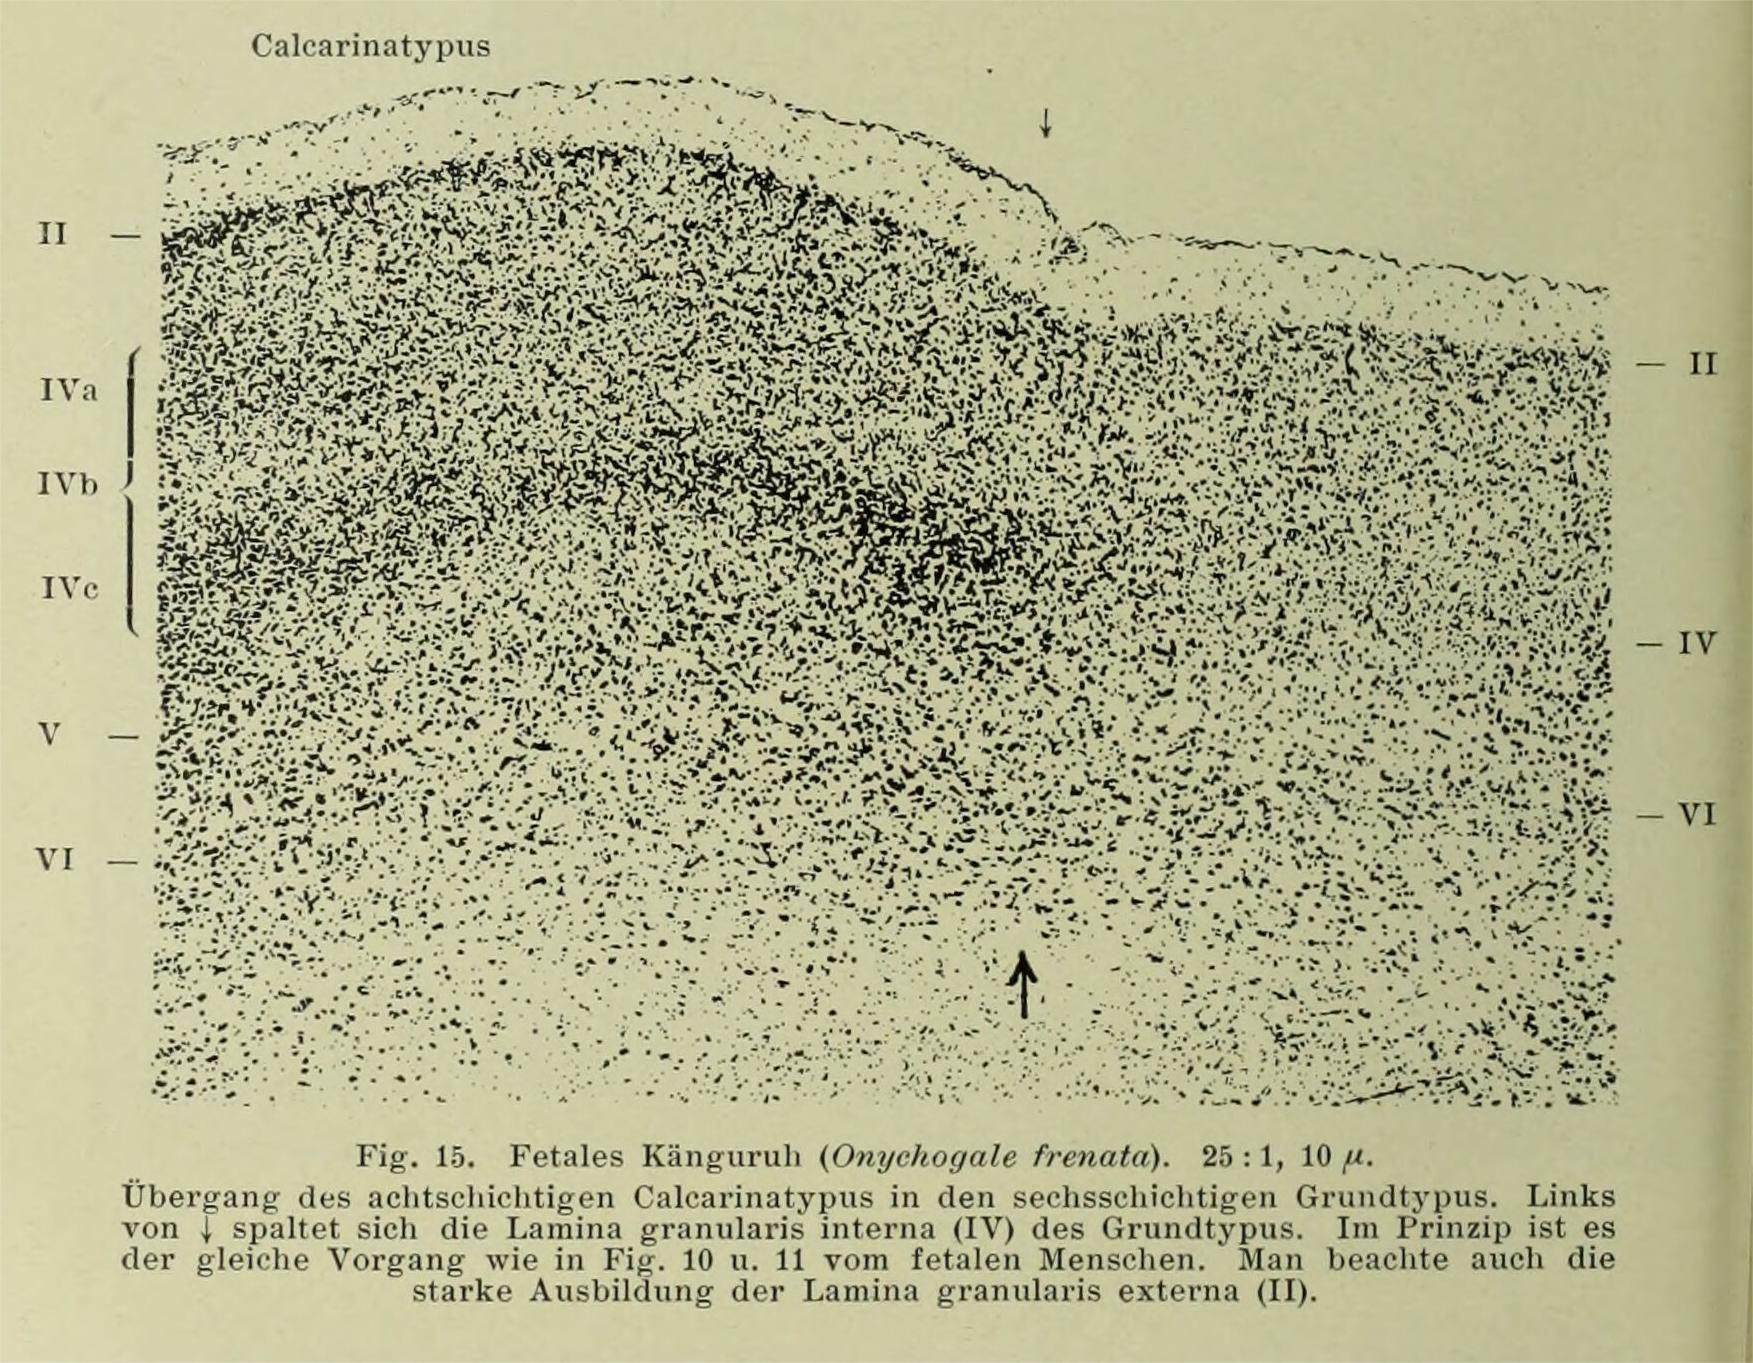 Calcarinatypus
II
IVa
IVb
IVc
V
VI
II
IV
VI
Fig. 15. Fetales Känguruh (Onychogale frenata). 25 : 1, 10 μ.
Übergang des achtschichtigen Calcarinatypus in den sechsschichtigen Grundtypus. Links
von ↓ spaltet sich die Lamina granularis interna (IV) des Grundtypus. Im Prinzip ist es
der gleiche Vorgang wie in Fig. 10 u. 11 vom fetalen Menschen. Man beachte auch die
starke Ausbildung der Lamina granularis externa (II).